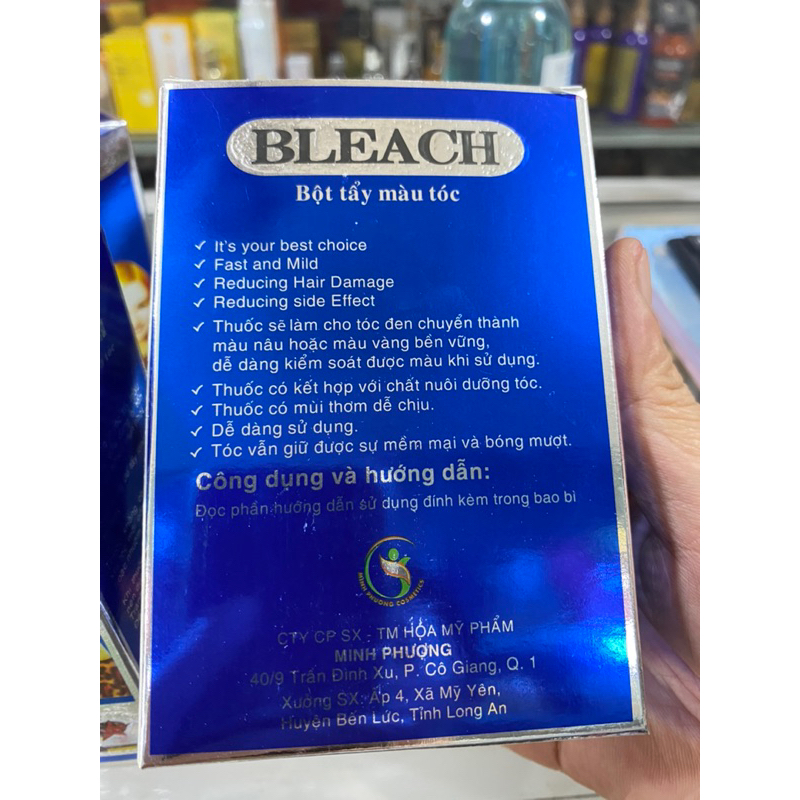 BLEACH
Bột tẩy màu tóc
It's your best choice
Fast and Mild
Reducing Hair Damage
Reducing side Effect
Thuốc sẽ làm cho tóc đen chuyển thành
màu nâu hoặc màu vàng bền vững,
dễ dàng kiểm soát được màu khi sử dụng.
Thuốc có kết hợp với chất nuôi dưỡng tóc.
Thuốc có mùi thơm dễ chịu.
Dễ dàng sử dụng.
Tóc vẫn giữ được sự mềm mại và bóng mượt.
Công dụng và hướng dẫn:
Đọc phần hướng dẫn sử dụng đính kèm trong bao bì
MINH PHUONG COSMETICS
CTY CP SX - TM HÓA MỸ PHẨM
MINH PHƯỢNG
40/9 Trần Đình Xu, P. Cô Giang, Q. 1
Xưởng SX: Ấp 4, Xã Mỹ Yên,
Huyện Bến Lức, Tỉnh Long An